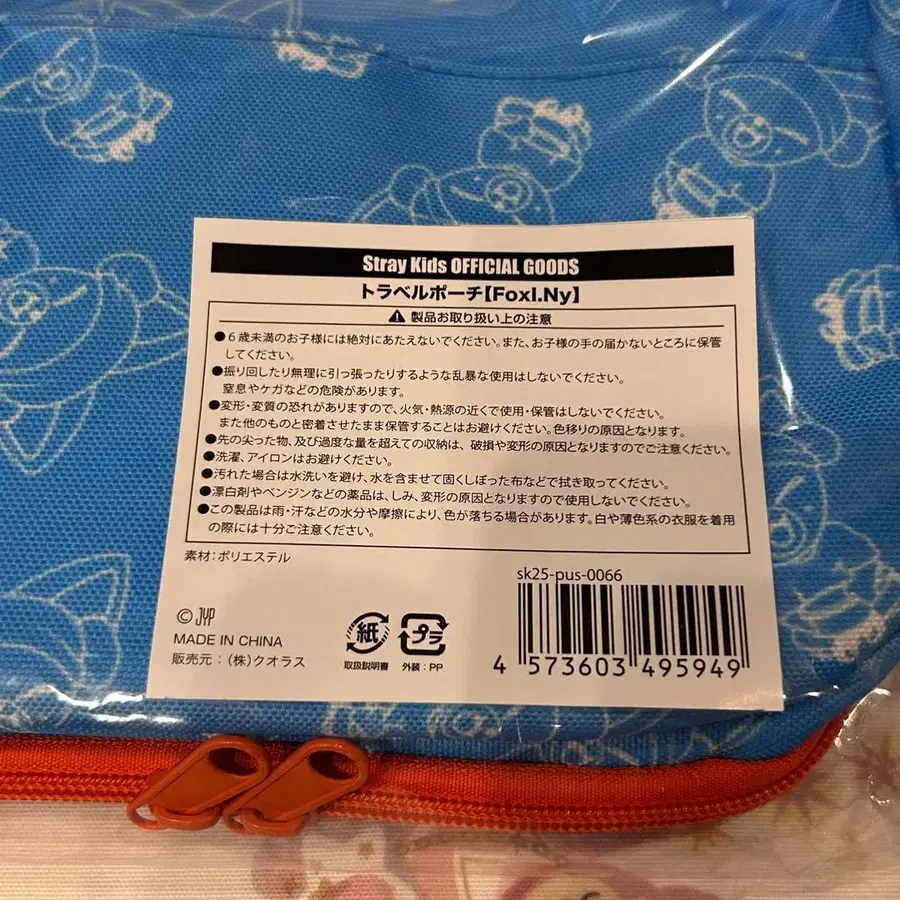 Stray Kids OFFICIAL GOODS
トラベルポーチ【FoxI.Ny】
⚠ 製品お取り扱い上の注意
●6歳未満のお子様には絶対にあたえないでください。また、お子様の手の届かないところに保管
してください。
●振り回したり無理に引っ張ったりするような乱暴な使用はしないでください。
窒息やケガなどの危険があります。
●変形・変質の恐れがありますので、火気・熱源の近くで使用・保管はしないでください。
また他のものと密着させたまま保管することはお避けください。色移りの原因となります。
●先の尖った物、及び過度な量を超えての収納は、破損や変形の原因となりますのでご注意ください。
●洗濯、アイロンはお避けください。
●汚れた場合は水洗いを避け、水を含ませて固くしぼった布などで拭き取ってください。
●漂白剤やベンジンなどの薬品は、しみ、変形の原因となりますので使用しないでください。
●この製品は雨・汗などの水分や摩擦により、色が落ちる場合があります。白や薄色系の衣服を着用
の際には十分ご注意ください。
素材:ポリエステル
sk25-pus-0066
© JYP
MADE IN CHINA
販売元:(株)クオラス
紙
取扱説明書
プラ
外装:PP
4 573603 495949